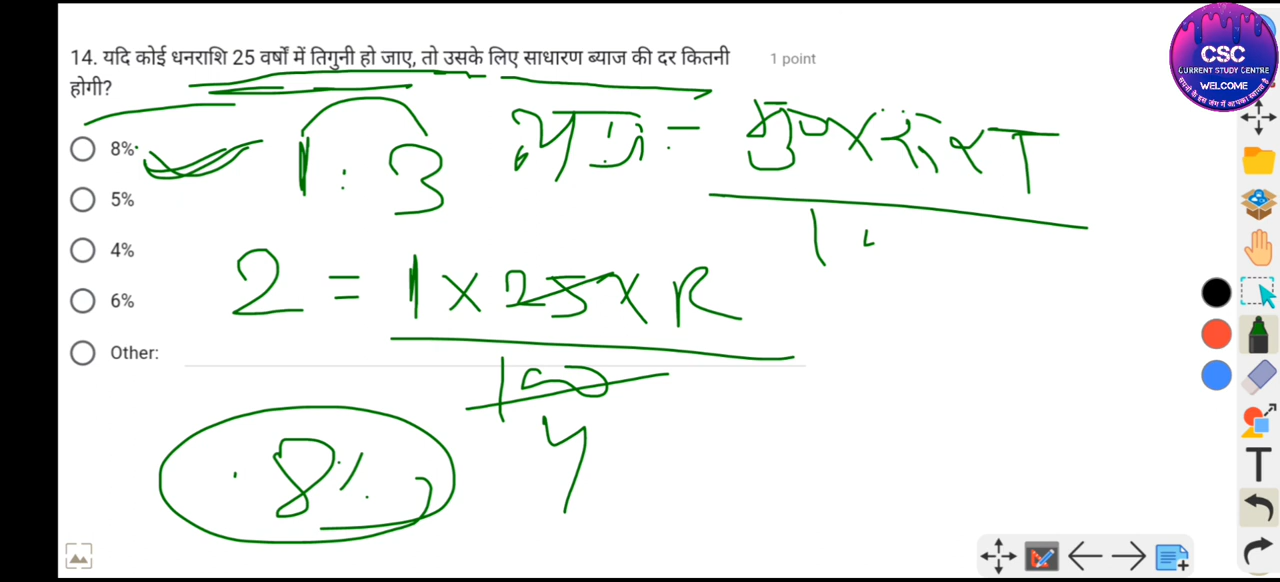 14. यदि कोई धनराशि 25 वर्षों में तिगुनी हो जाए, तो उसके लिए साधारण ब्याज की दर कितनी
होगी?
1 point
8%
5%
4%
6%
Other:
1 : 3
= मू० × × T
2 = 1 × 25 × R
100
4
8%
CSC
CURRENT STUDY CENTRE
WELCOME
T